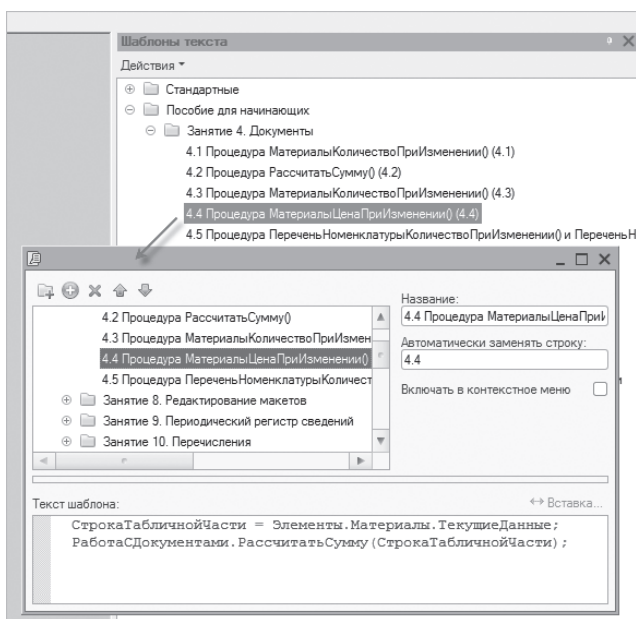 Шаблоны текста
Действия
Стандартные
Пособие для начинающих
Занятие 4. Документы
4.1 Процедура МатериалыКоличествоПриИзменении() (4.1)
4.2 Процедура РассчитатьСумму() (4.2)
4.3 Процедура МатериалыКоличествоПриИзменении() (4.3)
4.4 Процедура МатериалыЦенаПриИзменении() (4.4)
4.5 Процедура ПереченьНоменклатурыКоличествоПриИзменении() и ПереченьН
4.2 Процедура РассчитатьСумму()
4.3 Процедура МатериалыКоличествоПриИзмен
4.4 Процедура МатериалыЦенаПриИзменении()
4.5 Процедура ПереченьНоменклатурыКоличест
Занятие 8. Редактирование макетов
Занятие 9. Периодический регистр сведений
Занятие 10. Перечисления
Название:
4.4 Процедура МатериалыЦенаПриИ
Автоматически заменять строку:
4.4
Включать в контекстное меню
Текст шаблона:
Вставка...
СтрокаТабличнойЧасти = Элементы.Материалы.ТекущиеДанные;
РаботаСДокументами.РассчитатьСумму(СтрокаТабличнойЧасти);